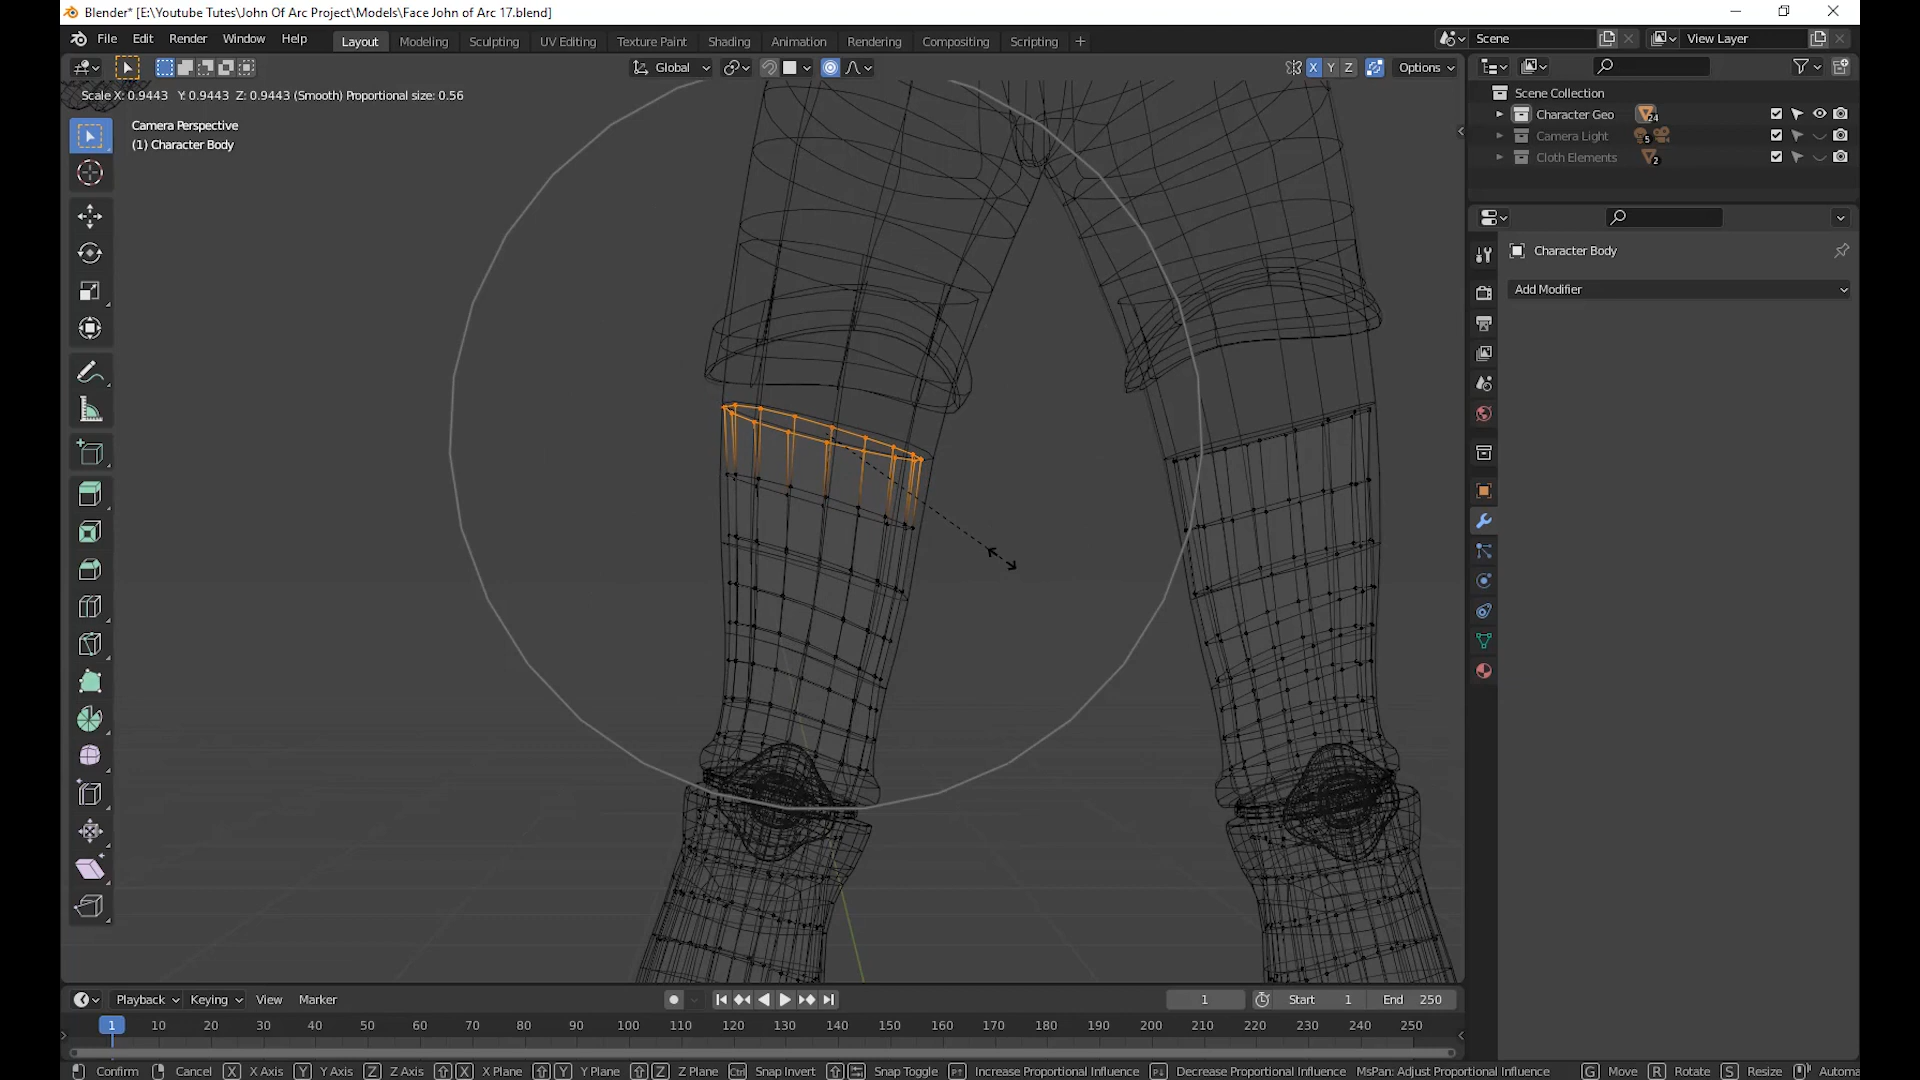 Blender* [E:\Youtube Tutes\John Of Arc Project\Models\Face John of Arc 17.blend]
File Edit Render Window Help Layout Modeling Sculpting UV Editing Texture Paint Shading Animation Rendering Compositing Scripting + Scene View Layer
Global X Y Z Options
Scale X: 0.9443 Y: 0.9443 Z: 0.9443 (Smooth) Proportional size: 0.56
Scene Collection
Camera Perspective
Character Geo 24
(1) Character Body
Camera Light 5
Cloth Elements 2
Character Body
Add Modifier
Playback Keying View Marker 1 Start 1 End 250
1 10 20 30 40 50 60 70 80 90 100 110 120 130 140 150 160 170 180 190 200 210 220 230 240 250
Confirm Cancel X X Axis Y Y Axis Z Z Axis X X Plane Y Y Plane Z Z Plane Ctrl Snap Invert Snap Toggle Increase Proportional Influence Decrease Proportional Influence MsPan: Adjust Proportional Influence G Move R Rotate S Resize Automa